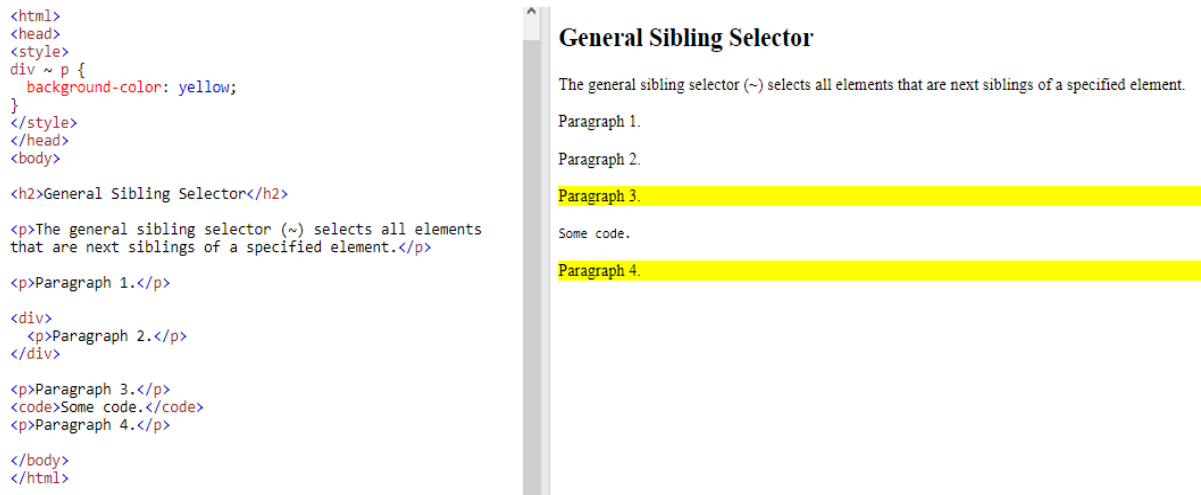 <html>
<head>
<style>
div ~ p {
  background-color: yellow;
}
</style>
</head>
<body>
<h2>General Sibling Selector</h2>
<p>The general sibling selector (~) selects all elements
that are next siblings of a specified element.</p>
<p>Paragraph 1.</p>
<div>
  <p>Paragraph 2.</p>
</div>
<p>Paragraph 3.</p>
<code>Some code.</code>
<p>Paragraph 4.</p>
</body>
</html>
General Sibling Selector
The general sibling selector (~) selects all elements that are next siblings of a specified element.
Paragraph 1.
Paragraph 2.
Paragraph 3.
Some code.
Paragraph 4.